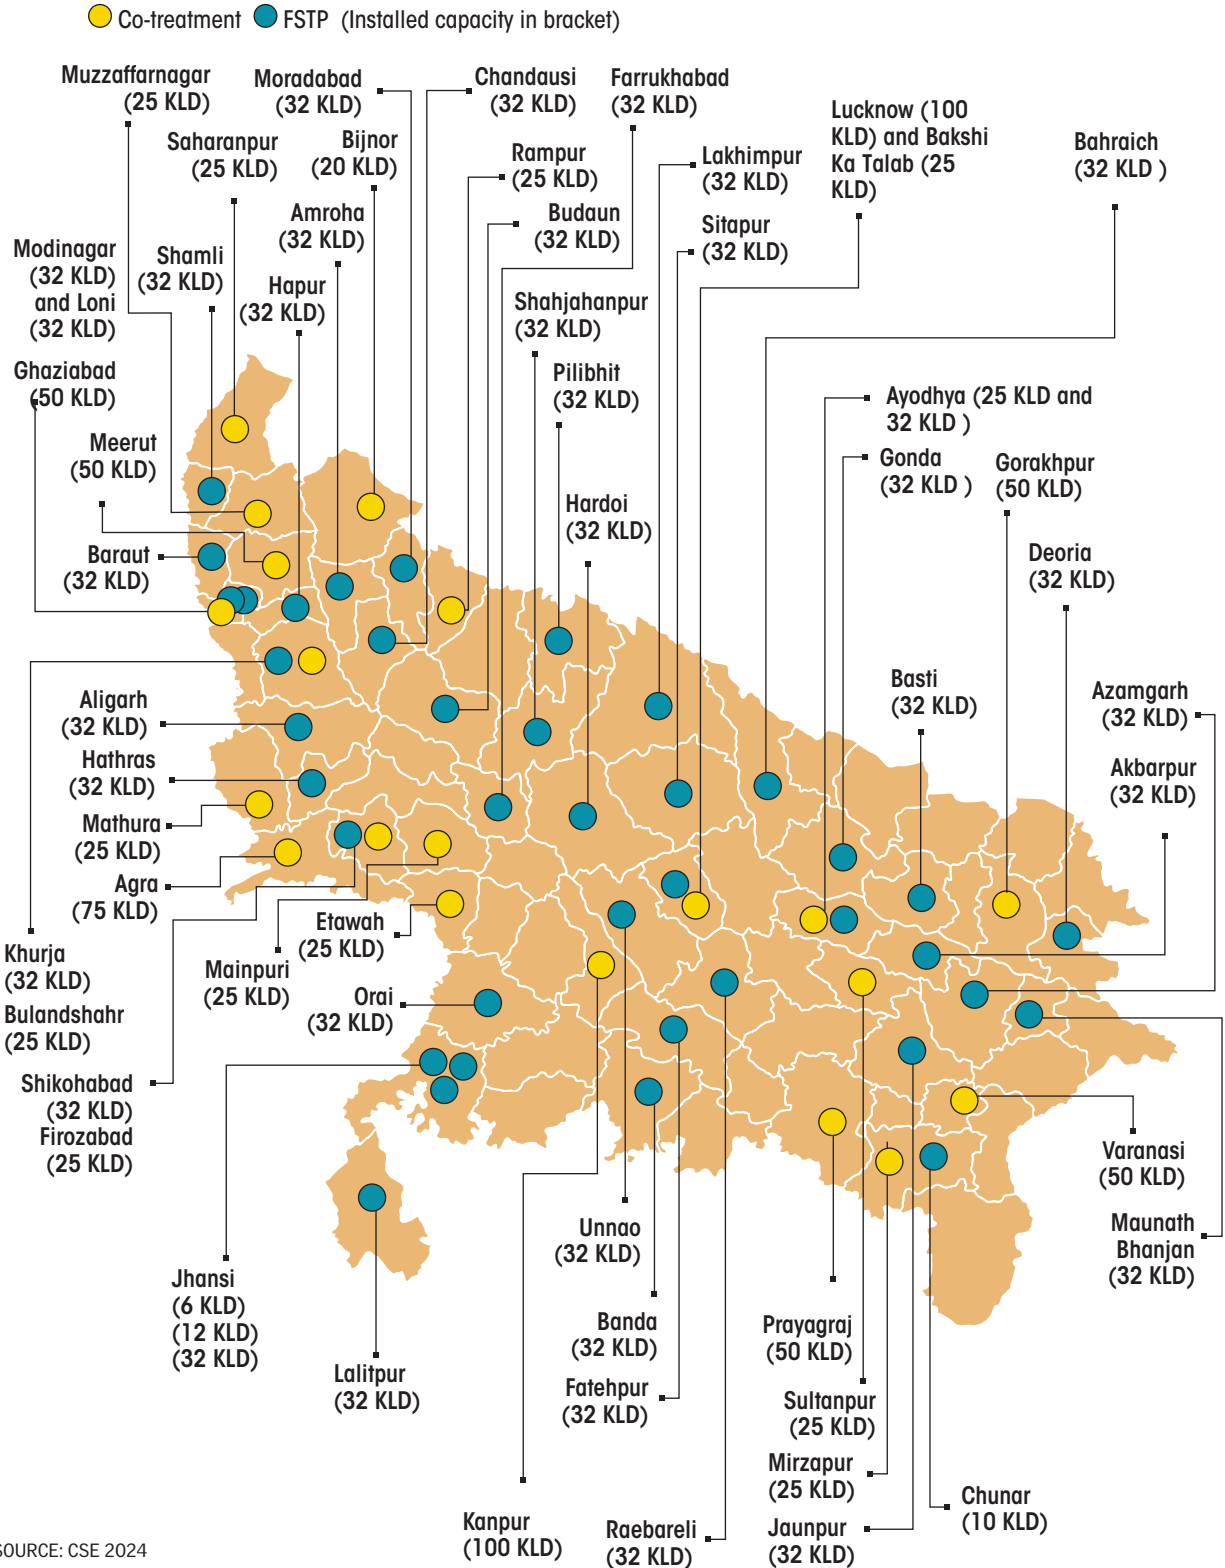 Co-treatment FSTP (Installed capacity in bracket)
Muzzaffarnagar
(25 KLD)
Moradabad
(32 KLD)
Chandausi
(32 KLD)
Farrukhabad
(32 KLD)
Lucknow (100
KLD) and Bakshi
Ka Talab (25
KLD)
Bahraich
(32 KLD )
Saharanpur
(25 KLD)
Bijnor
(20 KLD)
Rampur
(25 KLD)
Lakhimpur
(32 KLD)
Amroha
(32 KLD)
Budaun
(32 KLD)
Sitapur
(32 KLD)
Modinagar
(32 KLD)
and Loni
(32 KLD)
Shamli
(32 KLD)
Hapur
(32 KLD)
Shahjahanpur
(32 KLD)
Ghaziabad
(50 KLD)
Pilibhit
(32 KLD)
Ayodhya (25 KLD and
32 KLD )
Meerut
(50 KLD)
Gonda
(32 KLD )
Gorakhpur
(50 KLD)
Hardoi
(32 KLD)
Baraut
(32 KLD)
Deoria
(32 KLD)
Basti
(32 KLD)
Azamgarh
(32 KLD)
Aligarh
(32 KLD)
Hathras
(32 KLD)
Akbarpur
(32 KLD)
Mathura
(25 KLD)
Agra
(75 KLD)
Etawah
(25 KLD)
Khurja
(32 KLD)
Mainpuri
(25 KLD)
Orai
(32 KLD)
Bulandshahr
(25 KLD)
Shikohabad
(32 KLD)
Firozabad
(25 KLD)
Varanasi
(50 KLD)
Maunath
Bhanjan
(32 KLD)
Unnao
(32 KLD)
Jhansi
(6 KLD)
(12 KLD)
(32 KLD)
Banda
(32 KLD)
Prayagraj
(50 KLD)
Lalitpur
(32 KLD)
Fatehpur
(32 KLD)
Sultanpur
(25 KLD)
Mirzapur
(25 KLD)
Chunar
(10 KLD)
Kanpur
(100 KLD)
Raebareli
(32 KLD)
Jaunpur
(32 KLD)
SOURCE: CSE 2024